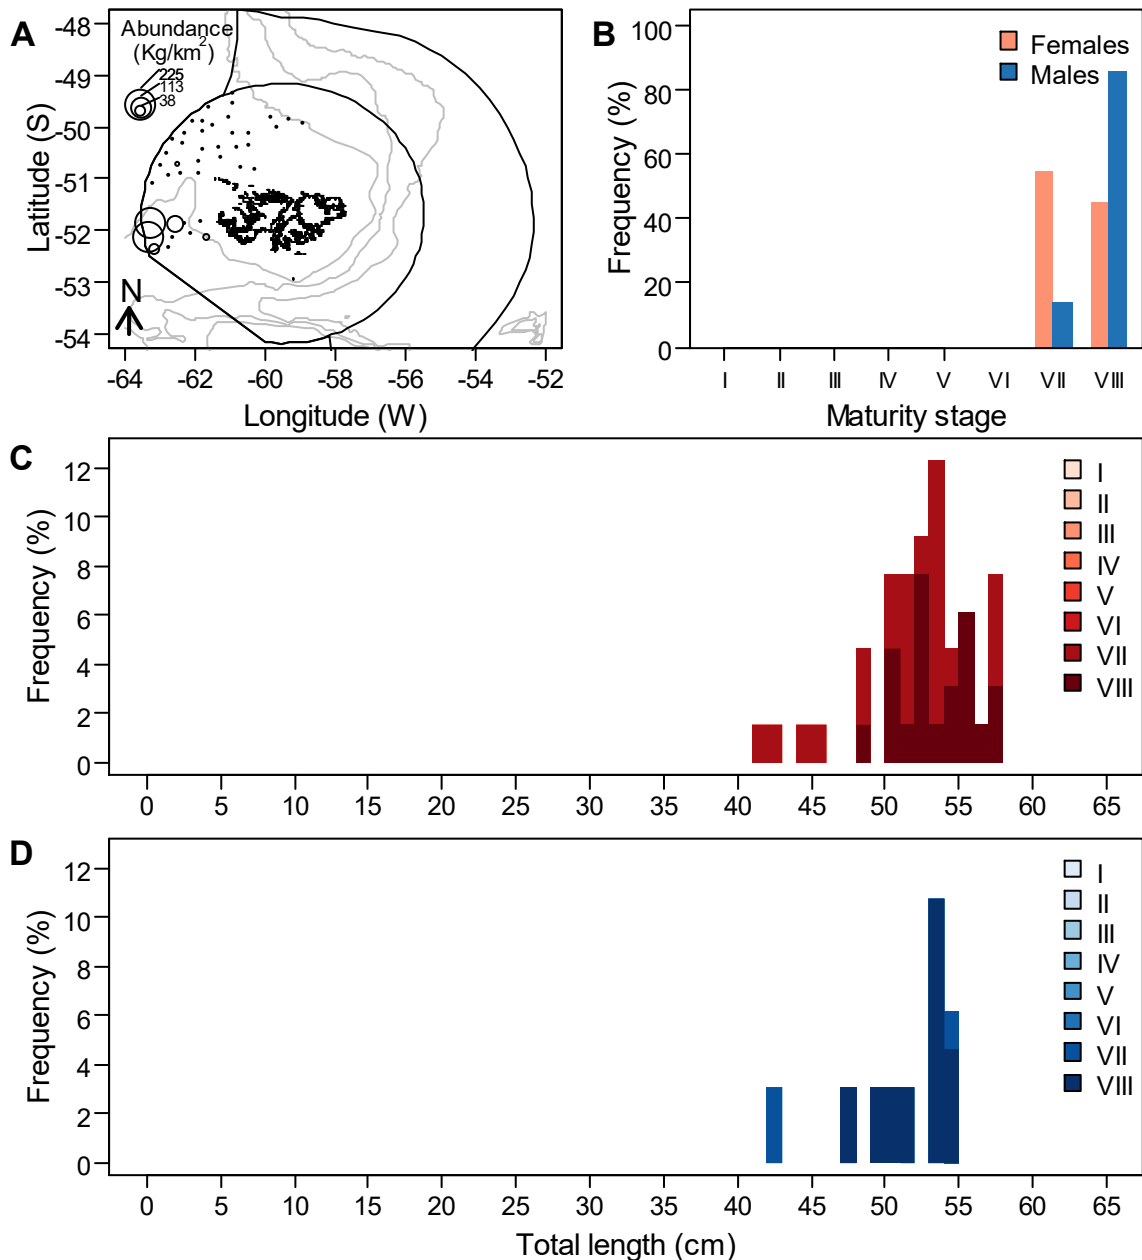 A
Abundance
(Kg/km²)
225
113
38
N
-48
-49
-50
-51
-52
-53
-54
Latitude (S)
-64 -62 -60 -58 -56 -54 -52
Longitude (W)
B
Females
Males
100
80
60
40
20
0
Frequency (%)
I II III IV V VI VII VIII
Maturity stage
C
I
II
III
IV
V
VI
VII
VIII
12
10
8
6
4
2
0
Frequency (%)
0 5 10 15 20 25 30 35 40 45 50 55 60 65
D
I
II
III
IV
V
VI
VII
VIII
12
10
8
6
4
2
0
Frequency (%)
0 5 10 15 20 25 30 35 40 45 50 55 60 65
Total length (cm)